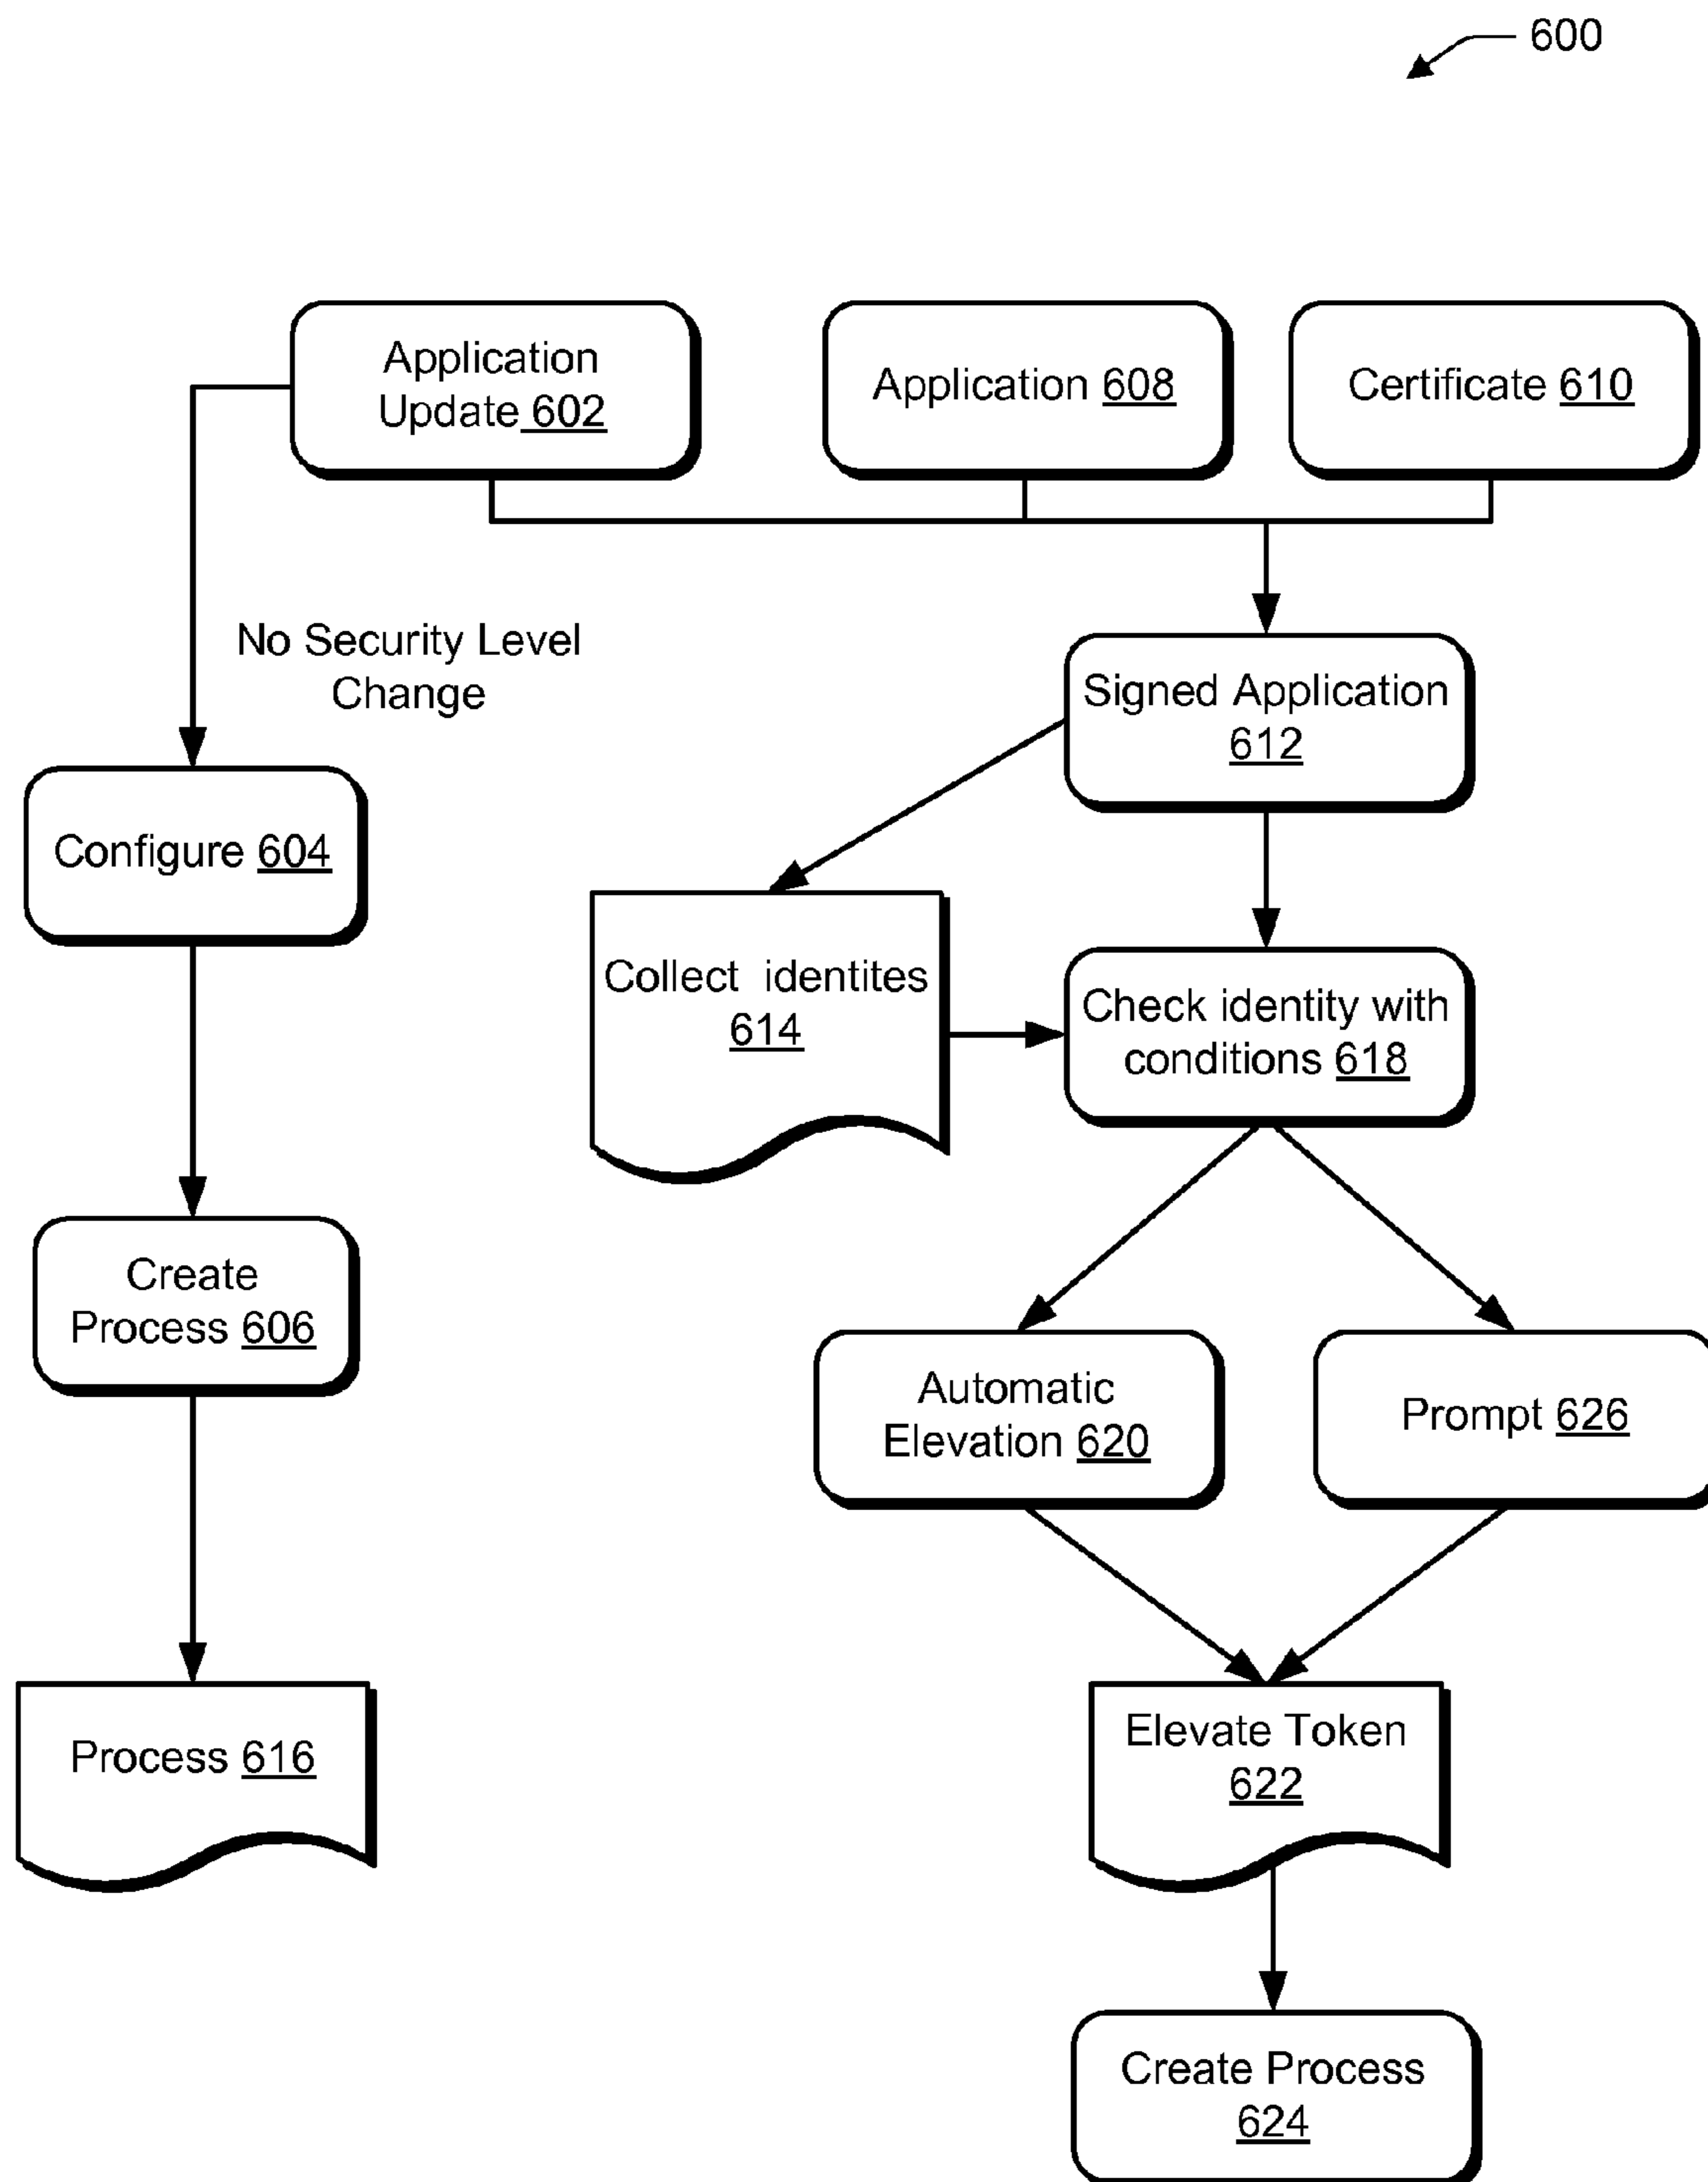 600
Application
Update 602
Application 608
Certificate 610
No Security Level
Change
Signed Application
612
Configure 604
Collect identites
614
Check identity with
conditions 618
Create
Process 606
Automatic
Elevation 620
Prompt 626
Process 616
Elevate Token
622
Create Process
624